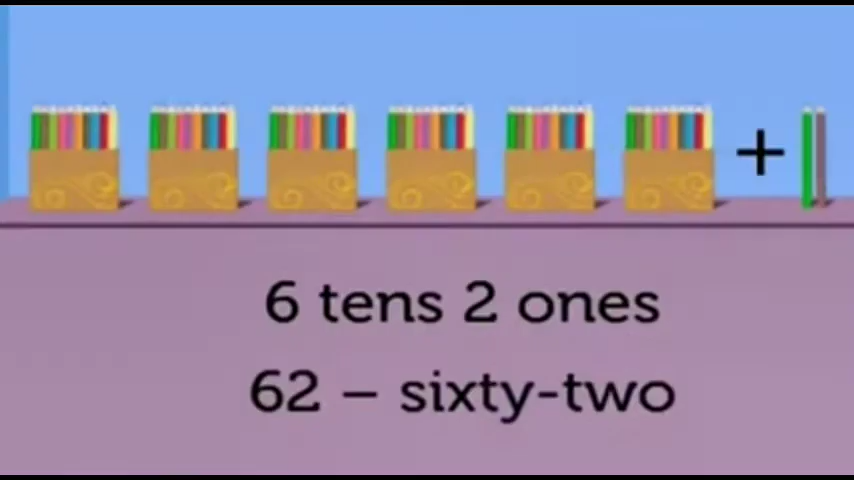 +
6 tens 2 ones
62 – sixty-two